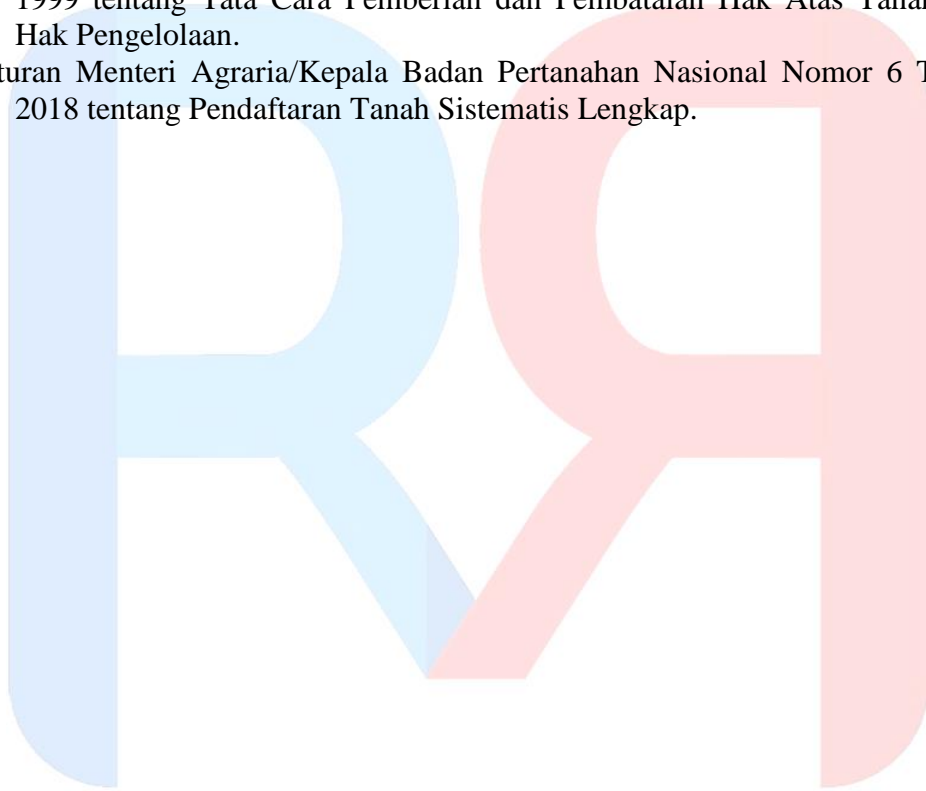 1999 tentang Tata Cara Pemberian dan Pembatalan Hak Atas Tanah
Hak Pengelolaan.
turan Menteri Agraria/Kepala Badan Pertanahan Nasional Nomor 6 T
2018 tentang Pendaftaran Tanah Sistematis Lengkap.